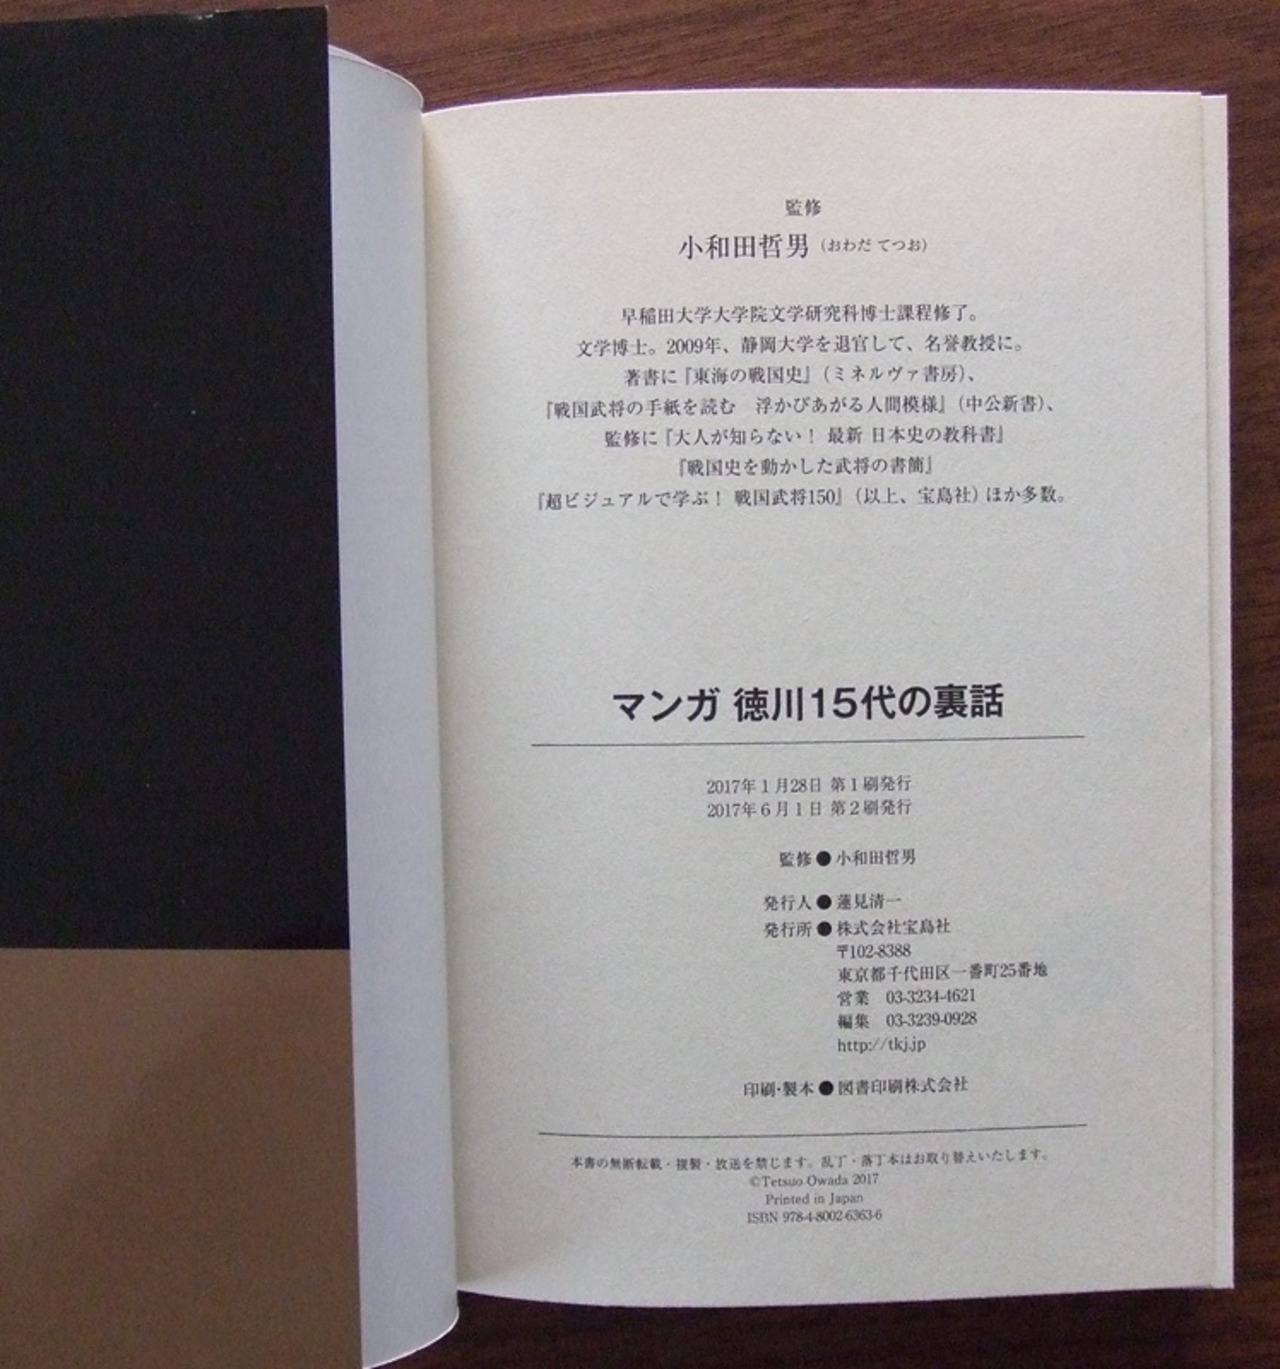 監修
小和田哲男（おわだ てつお）
早稲田大学大学院文学研究科博士課程修了。
文学博士。2009年、静岡大学を退官して、名誉教授に。
著書に『東海の戦国史』（ミネルヴァ書房）、
『戦国武将の手紙を読む　浮かびあがる人間模様』（中公新書）、
監修に『大人が知らない！ 最新 日本史の教科書』
『戦国史を動かした武将の書簡』
『超ビジュアルで学ぶ！ 戦国武将150』（以上、宝島社）ほか多数。
マンガ 徳川15代の裏話
2017年１月28日 第１刷発行
2017年６月１日 第２刷発行
監修●小和田哲男
発行人●蓮見清一
発行所●株式会社宝島社
〒102-8388
東京都千代田区一番町25番地
営業　03-3234-4621
編集　03-3239-0928
http://tkj.jp
印刷・製本●図書印刷株式会社
本書の無断転載・複製・放送を禁じます。乱丁・落丁本はお取り替えいたします。
©Tetsuo Owada 2017
Printed in Japan
ISBN 978-4-8002-6363-6